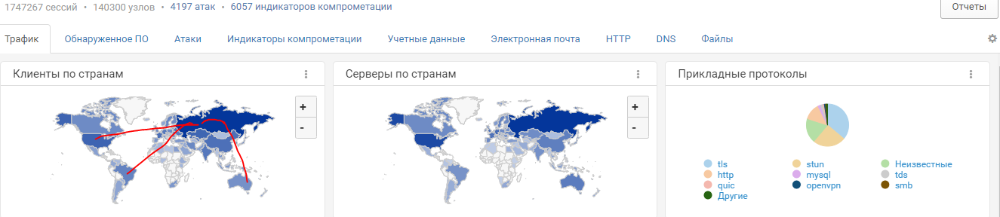 1747267 сессий • 140300 узлов • 4197 атак • 6057 индикаторов компрометации
Отчеты
Трафик Обнаруженное ПО Атаки Индикаторы компрометации Учетные данные Электронная почта HTTP DNS Файлы
Клиенты по странам
+
-
Серверы по странам
+
-
Прикладные протоколы
tls stun Неизвестные
http mysql tds
quic openvpn smb
Другие